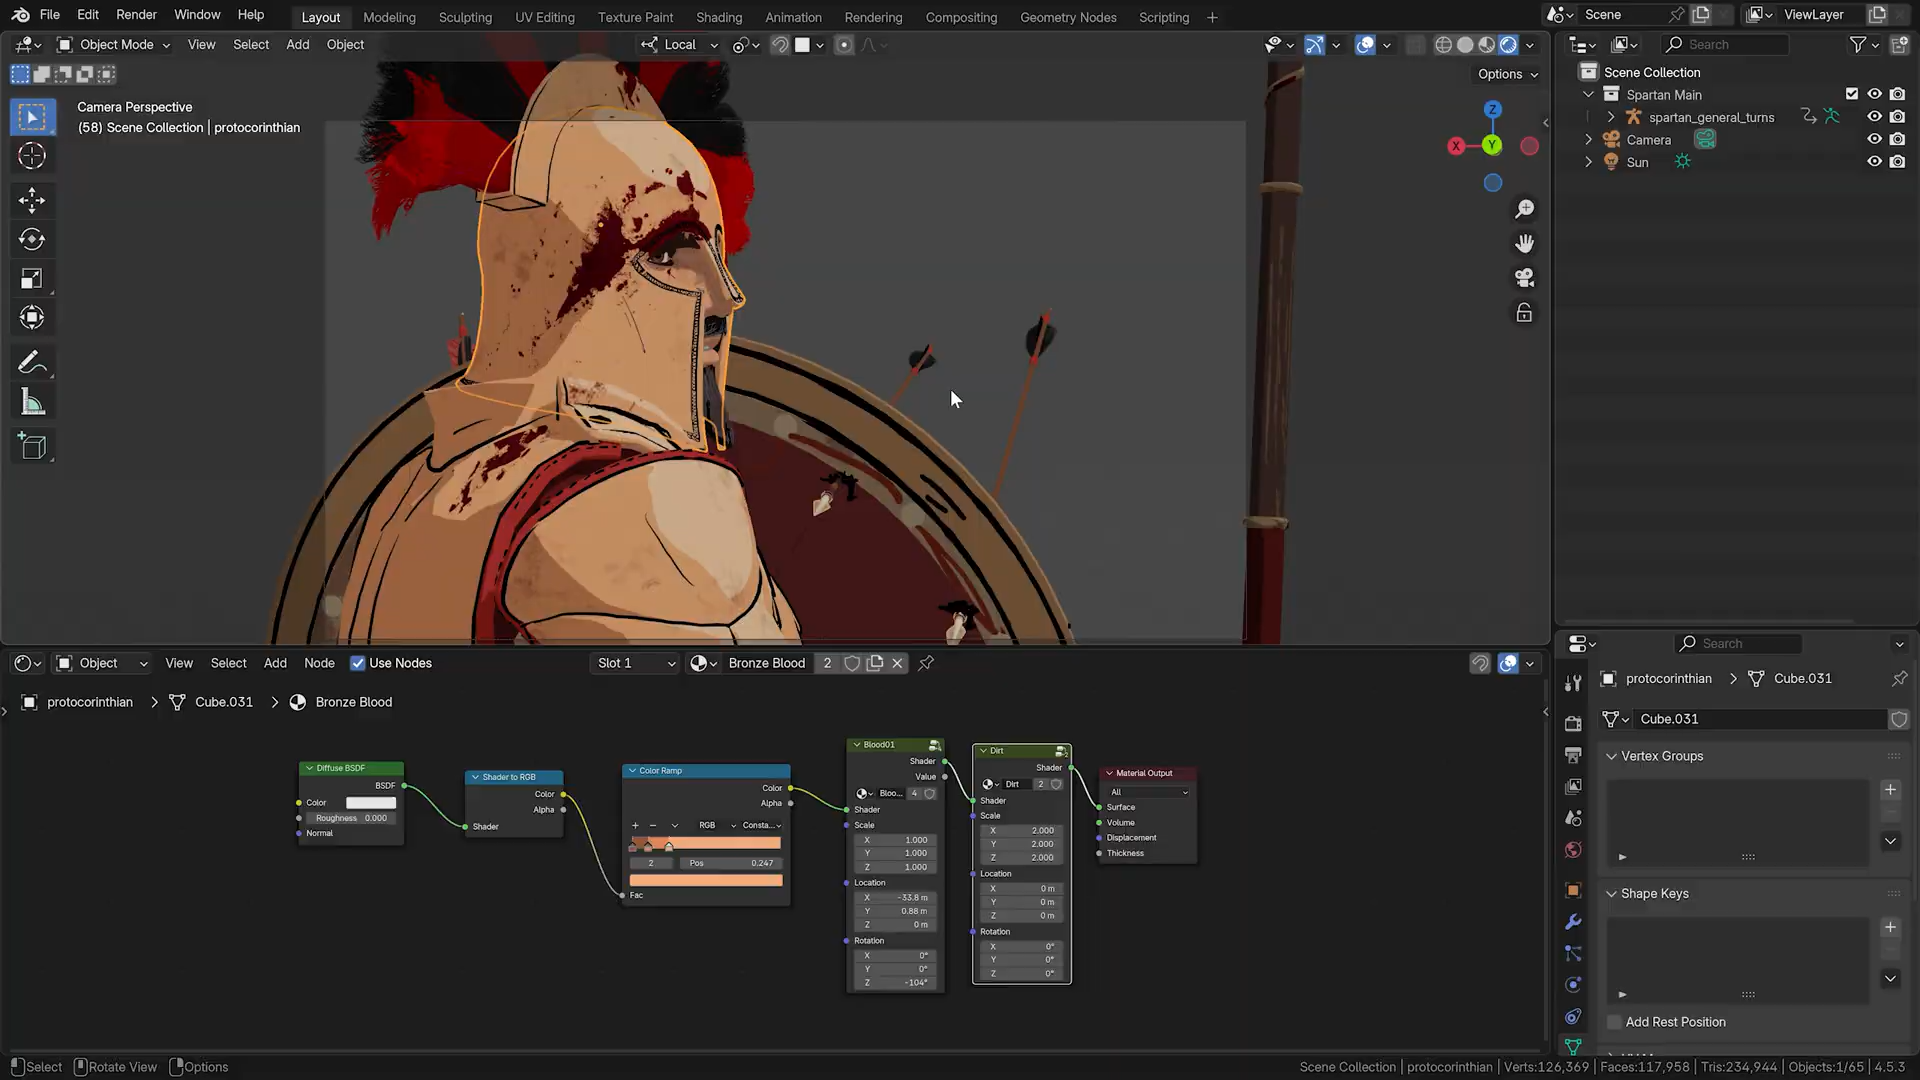 File Edit Render Window Help Layout Modeling Sculpting UV Editing Texture Paint Shading Animation Rendering Compositing Geometry Nodes Scripting + Scene ViewLayer
Object Mode View Select Add Object Local Search
Options
Camera Perspective
(58) Scene Collection | protocorinthian
Z
X
Y
Scene Collection
Spartan Main
spartan_general_turns
Camera
Sun
Object View Select Add Node Use Nodes Slot 1 Bronze Blood 2
protocorinthian > Cube.031 > Bronze Blood
Diffuse BSDF
BSDF
Color
Roughness 0.000
Normal
Shader to RGB
Color
Alpha
Shader
Color Ramp
Color
Alpha
RGB Consta...
2 Pos 0.247
Fac
Blood01
Shader
Value
Bloo... 4
Shader
Scale
X 1.000
Y 1.000
Z 1.000
Location
X -33.8 m
Y 0.88 m
Z 0 m
Rotation
X 0°
Y 0°
Z -104°
Dirt
Shader
Dirt 2
Shader
Scale
X 2.000
Y 2.000
Z 2.000
Location
X 0 m
Y 0 m
Z 0 m
Rotation
X 0°
Y 0°
Z 0°
Material Output
All
Surface
Volume
Displacement
Thickness
Search
protocorinthian > Cube.031
Cube.031
Vertex Groups
Shape Keys
Add Rest Position
Select Rotate View Options
Scene Collection | protocorinthian | Verts:126,369 | Faces:117,958 | Tris:234,944 | Objects:1/65 | 4.5.3